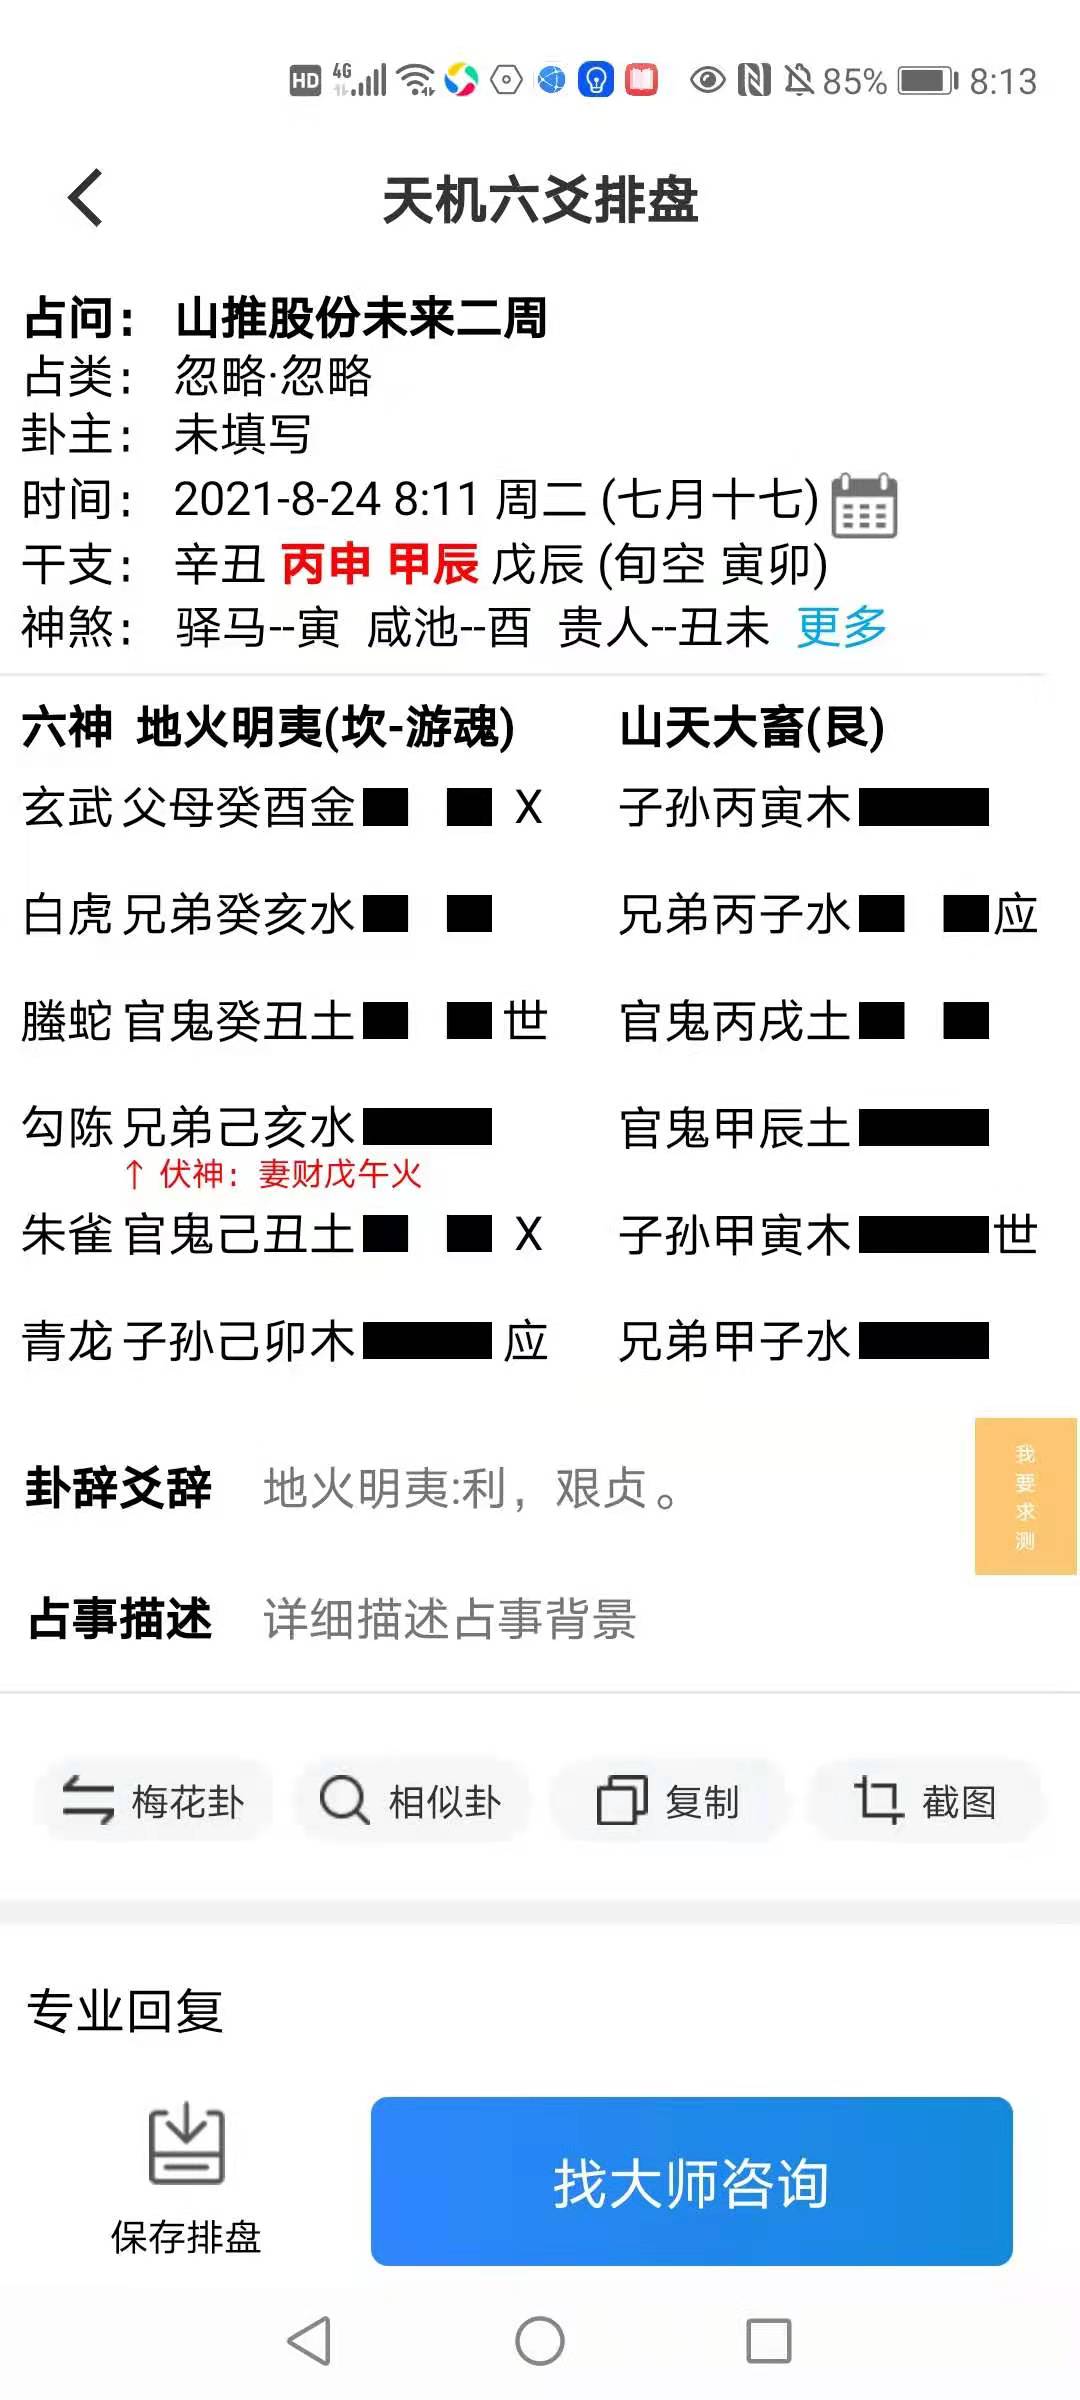 HD 4G 85% 8:13
天机六爻排盘
占问： 山推股份未来二周
占类： 忽略·忽略
卦主： 未填写
时间： 2021-8-24 8:11 周二 (七月十七)
干支： 辛丑 丙申 甲辰 戊辰 (旬空 寅卯)
神煞： 驿马--寅 咸池--酉 贵人--丑未 更多
六神 地火明夷(坎-游魂) 山天大畜(艮)
玄武 父母癸酉金 X 子孙丙寅木
白虎 兄弟癸亥水 兄弟丙子水 应
螣蛇 官鬼癸丑土 世 官鬼丙戌土
勾陈 兄弟己亥水 官鬼甲辰土
↑ 伏神：妻财戊午火
朱雀 官鬼己丑土 X 子孙甲寅木 世
青龙 子孙己卯木 应 兄弟甲子水
我要求测
卦辞爻辞 地火明夷:利，艰贞。
占事描述 详细描述占事背景
梅花卦 相似卦 复制 截图
专业回复
保存排盘 找大师咨询